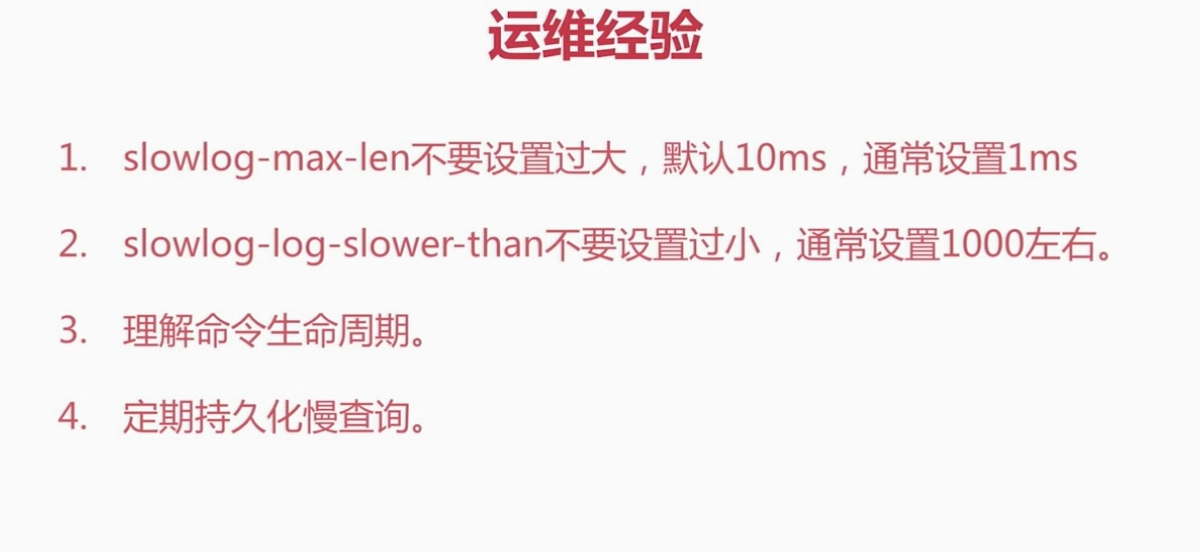 运维经验
1. slowlog-max-len不要设置过大，默认10ms，通常设置1ms
2. slowlog-log-slower-than不要设置过小，通常设置1000左右。
3. 理解命令生命周期。
4. 定期持久化慢查询。